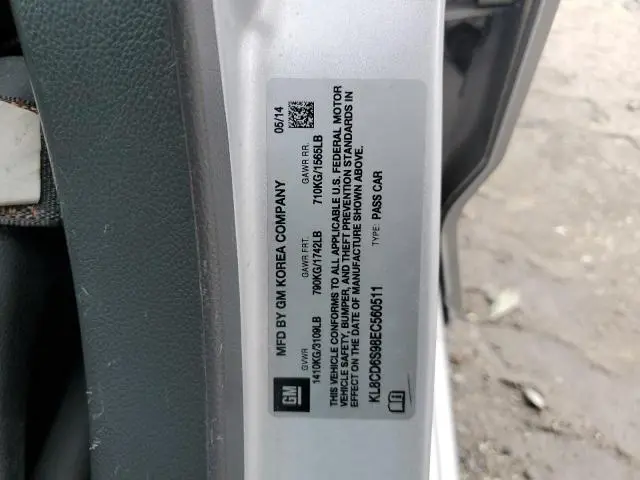 GM
MFD BY GM KOREA COMPANY 05/14
GVWR GAWR FRT. GAWR RR.
1410KG/3109LB 790KG/1742LB 710KG/1565LB
THIS VEHICLE CONFORMS TO ALL APPLICABLE U.S. FEDERAL MOTOR
VEHICLE SAFETY, BUMPER, AND THEFT PREVENTION STANDARDS IN
EFFECT ON THE DATE OF MANUFACTURE SHOWN ABOVE.
KL8CD6S98EC560511 TYPE: PASS CAR